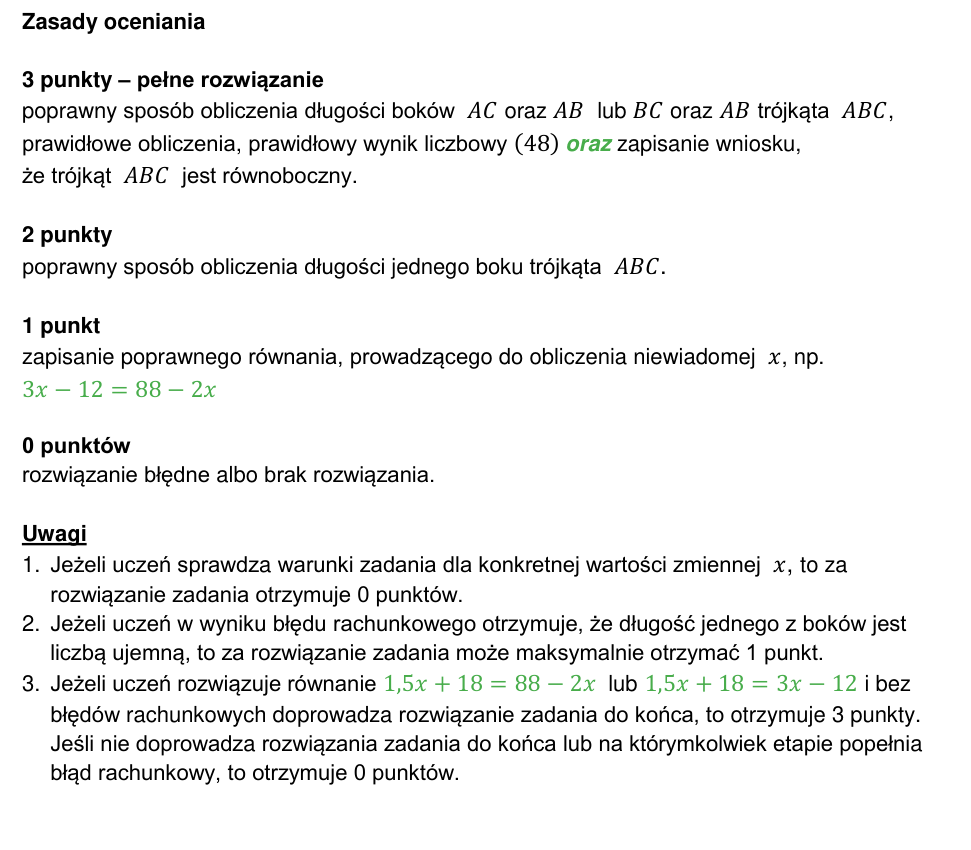 Zasady oceniania
3 punkty – pełne rozwiązanie
poprawny sposób obliczenia długości boków AC oraz AB lub BC oraz AB trójkąta ABC,
prawidłowe obliczenia, prawidłowy wynik liczbowy (48) oraz zapisanie wniosku,
że trójkąt ABC jest równoboczny.
2 punkty
poprawny sposób obliczenia długości jednego boku trójkąta ABC.
1 punkt
zapisanie poprawnego równania, prowadzącego do obliczenia niewiadomej x, np.
3x − 12 = 88 − 2x
0 punktów
rozwiązanie błędne albo brak rozwiązania.
Uwagi
1. Jeżeli uczeń sprawdza warunki zadania dla konkretnej wartości zmiennej x, to za
rozwiązanie zadania otrzymuje 0 punktów.
2. Jeżeli uczeń w wyniku błędu rachunkowego otrzymuje, że długość jednego z boków jest
liczbą ujemną, to za rozwiązanie zadania może maksymalnie otrzymać 1 punkt.
3. Jeżeli uczeń rozwiązuje równanie 1,5x + 18 = 88 − 2x lub 1,5x + 18 = 3x − 12 i bez
błędów rachunkowych doprowadza rozwiązanie zadania do końca, to otrzymuje 3 punkty.
Jeśli nie doprowadza rozwiązania zadania do końca lub na którymkolwiek etapie popełnia
błąd rachunkowy, to otrzymuje 0 punktów.